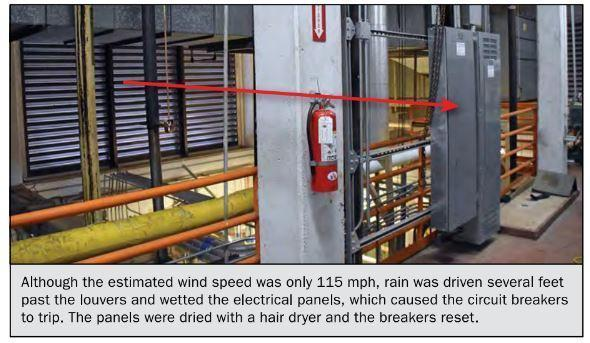 Although the estimated wind speed was only 115 mph, rain was driven several feet
past the louvers and wetted the electrical panels, which caused the circuit breakers
to trip. The panels were dried with a hair dryer and the breakers reset.